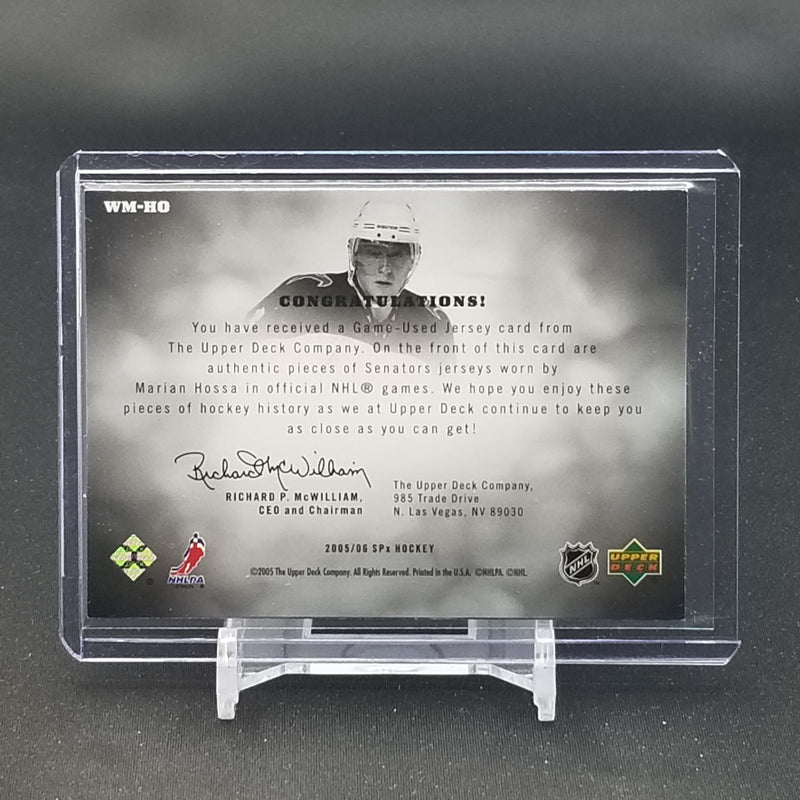 WM-HO
CONGRATULATIONS!
You have received a Game-Used Jersey card from
The Upper Deck Company. On the front of this card are
authentic pieces of Senators jerseys worn by
Marian Hossa in official NHL® games. We hope you enjoy these
pieces of hockey history as we at Upper Deck continue to keep you
as close as you can get!
Richard P. McWilliam
RICHARD P. McWILLIAM,
CEO and Chairman
The Upper Deck Company,
985 Trade Drive
N. Las Vegas, NV 89030
2005/06 SPx HOCKEY
©2005 The Upper Deck Company. All Rights Reserved. Printed in the U.S.A. ©NHLPA. ©NHL.
NHLPA
NHL
UPPER
DECK